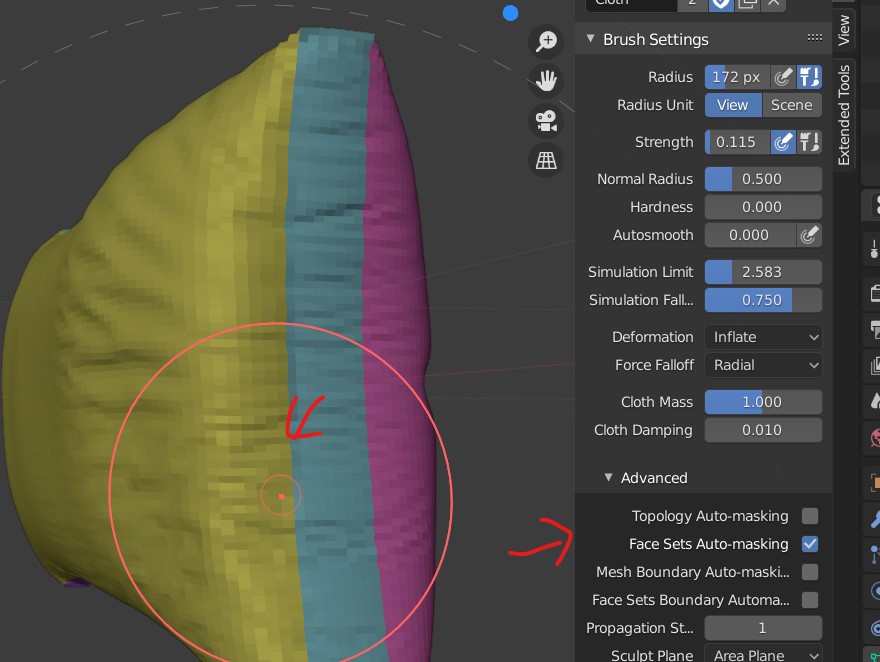 Cloth 2
View
Brush Settings
Radius 172 px
Radius Unit View Scene
Extended Tools
Strength 0.115
Normal Radius 0.500
Hardness 0.000
Autosmooth 0.000
Simulation Limit 2.583
Simulation Fall... 0.750
Deformation Inflate
Force Falloff Radial
Cloth Mass 1.000
Cloth Damping 0.010
Advanced
Topology Auto-masking
Face Sets Auto-masking
Mesh Boundary Auto-maski...
Face Sets Boundary Automa...
Propagation St... 1
Sculpt Plane Area Plane